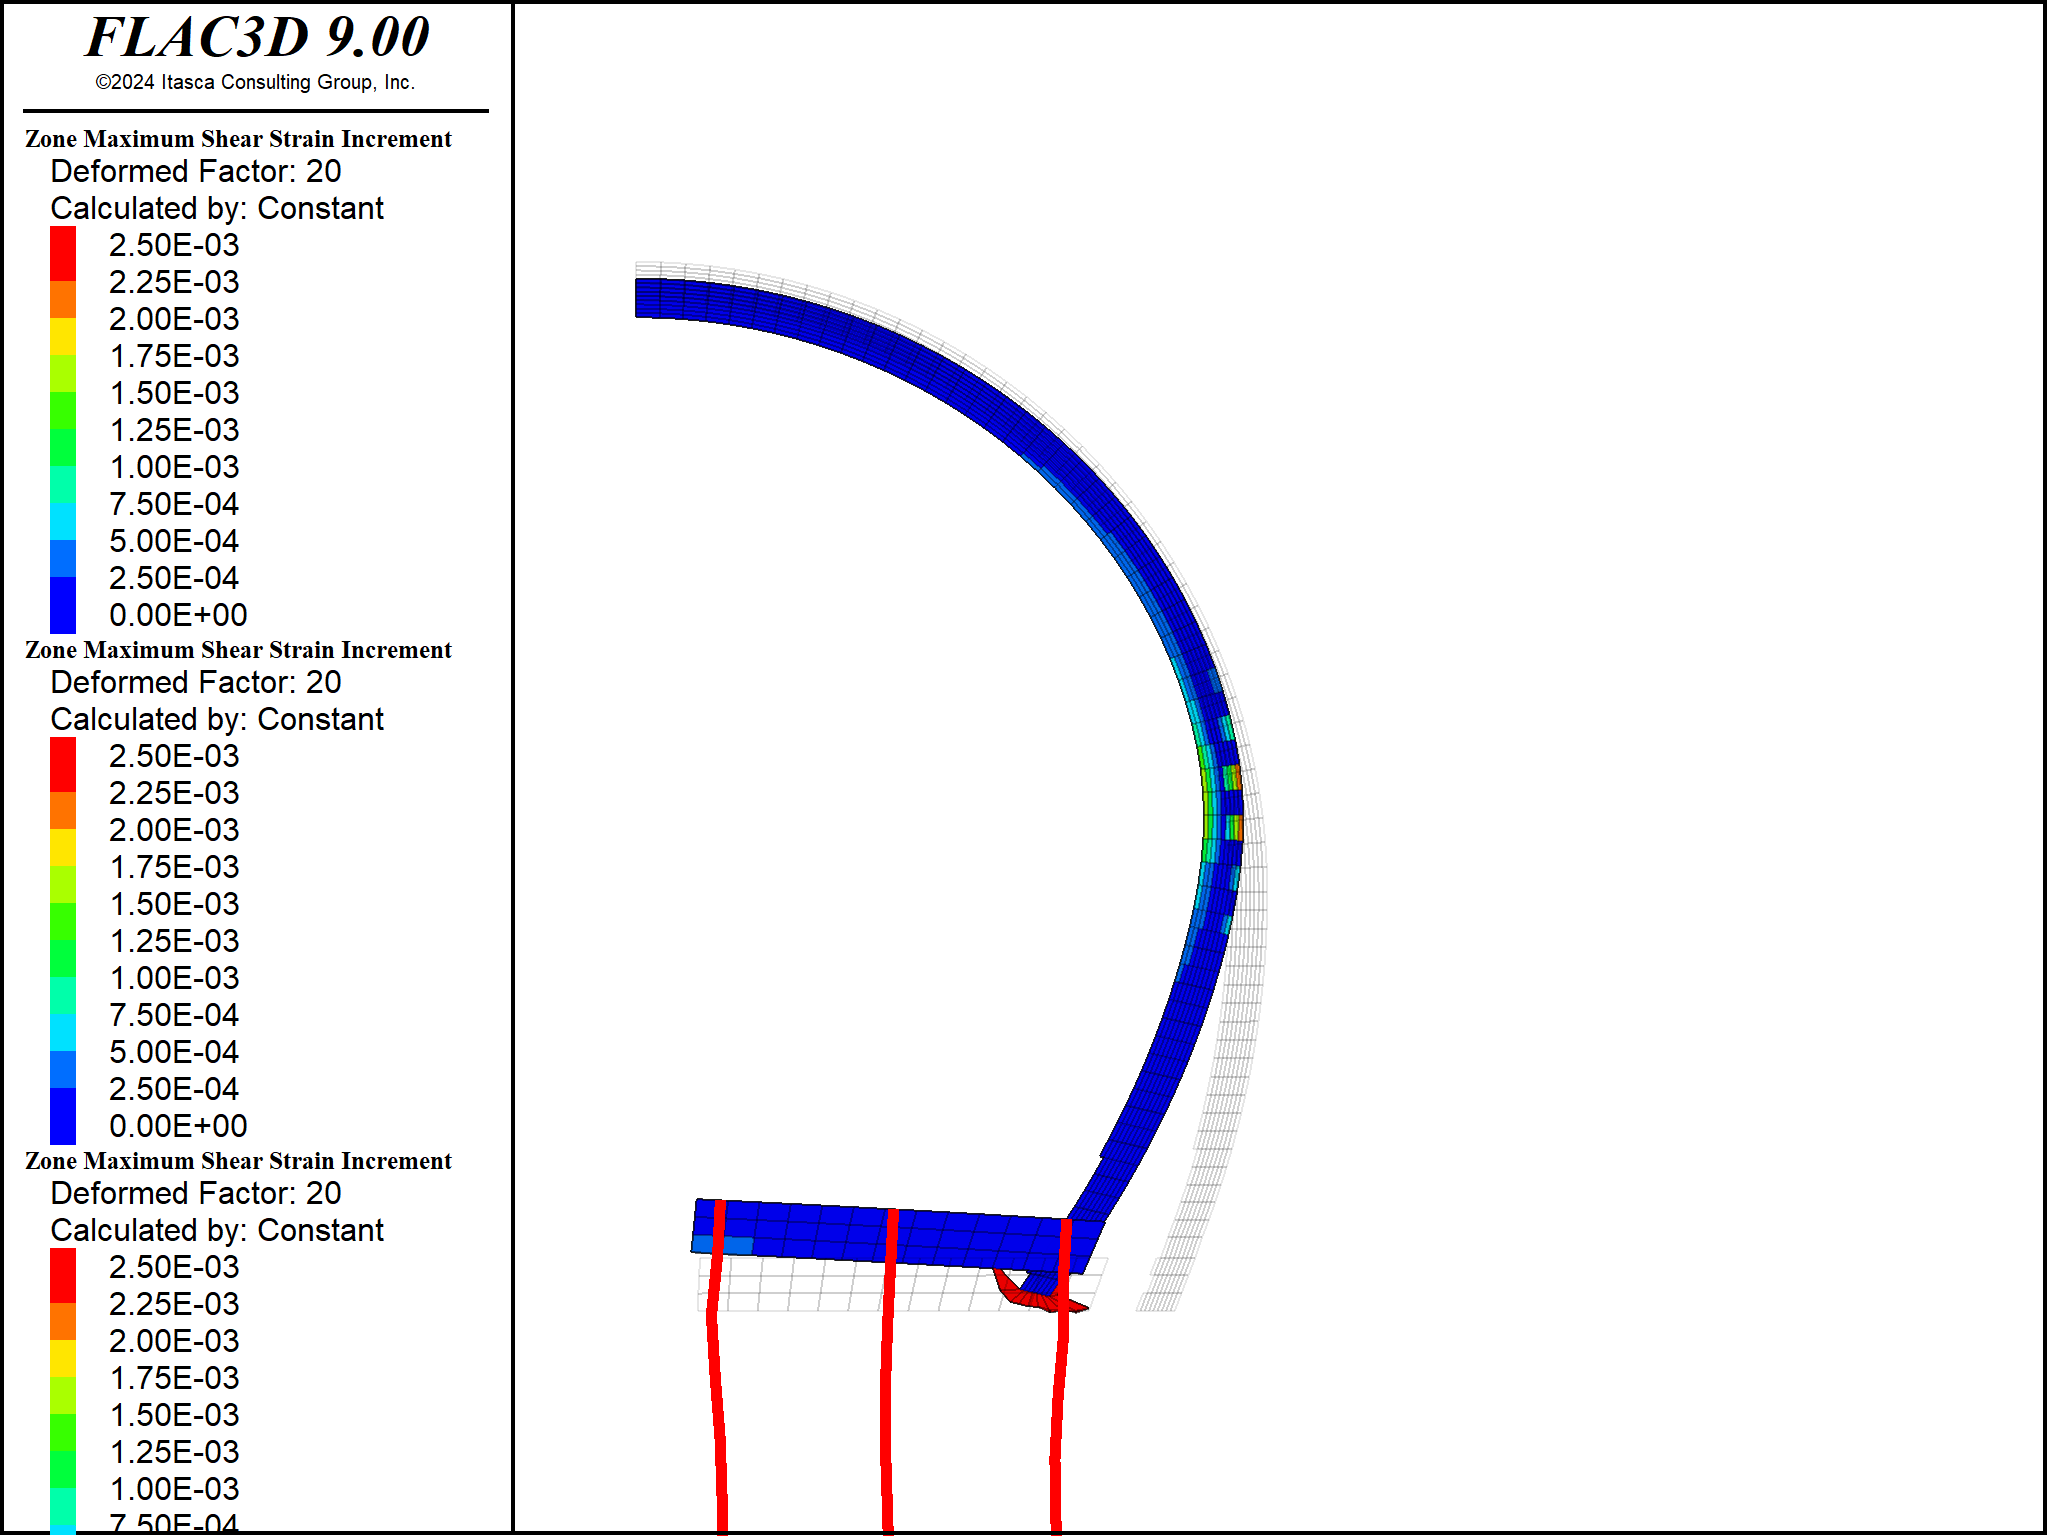 FLAC3D 9.00
©2024 Itasca Consulting Group, Inc.
Zone Maximum Shear Strain Increment
Deformed Factor: 20
Calculated by: Constant
2.50E-03
2.25E-03
2.00E-03
1.75E-03
1.50E-03
1.25E-03
1.00E-03
7.50E-04
5.00E-04
2.50E-04
0.00E+00
Zone Maximum Shear Strain Increment
Deformed Factor: 20
Calculated by: Constant
2.50E-03
2.25E-03
2.00E-03
1.75E-03
1.50E-03
1.25E-03
1.00E-03
7.50E-04
5.00E-04
2.50E-04
0.00E+00
Zone Maximum Shear Strain Increment
Deformed Factor: 20
Calculated by: Constant
2.50E-03
2.25E-03
2.00E-03
1.75E-03
1.50E-03
1.25E-03
1.00E-03
7.50E-04